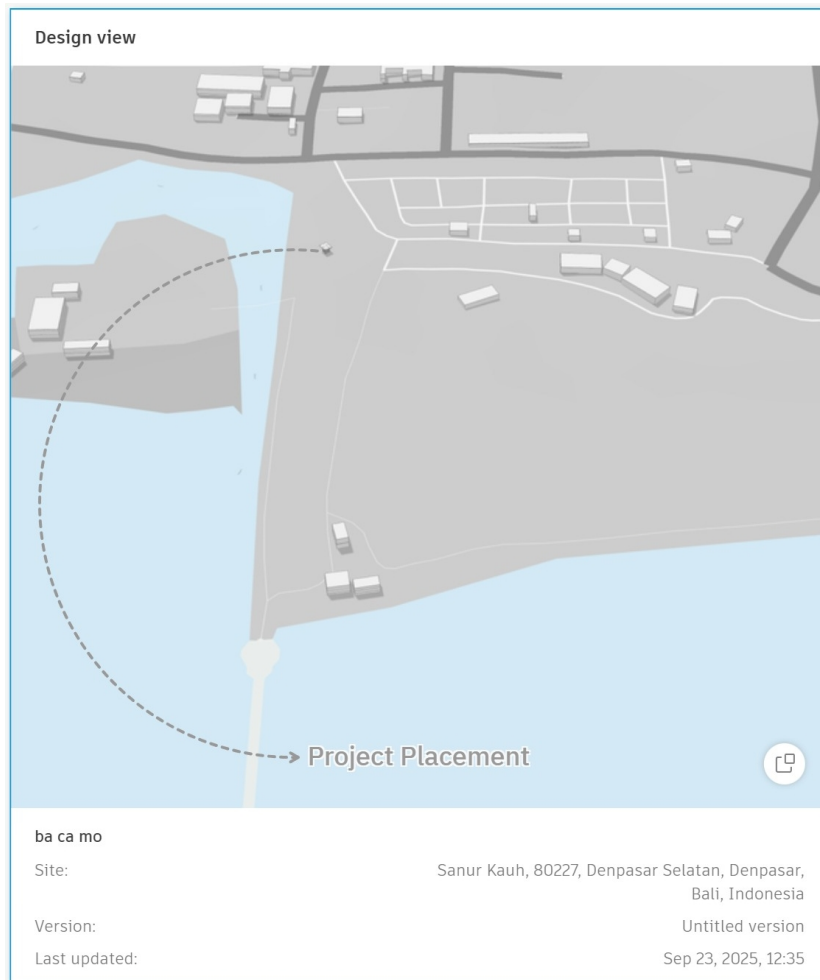 Design view
Project Placement
ba ca mo
Site:
Sanur Kauh, 80227, Denpasar Selatan, Denpasar,
Bali, Indonesia
Version:
Untitled version
Last updated:
Sep 23, 2025, 12:35